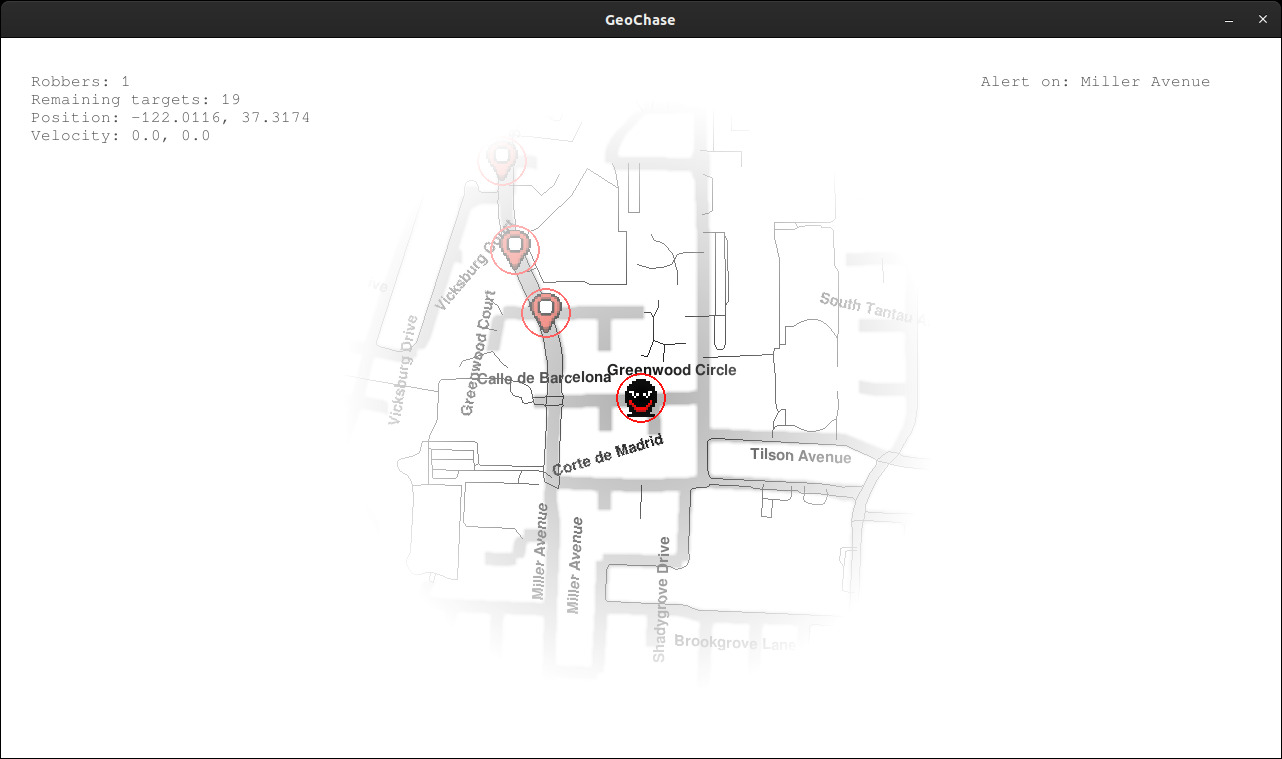 GeoChase
Robbers: 1
Remaining targets: 19
Position: -122.0116, 37.3174
Velocity: 0.0, 0.0
Alert on: Miller Avenue
Vicksburg Court
South Tantau
Vicksburg Drive
Greenwood Court
Calle de Barcelona
Greenwood Circle
Corte de Madrid
Tilson Avenue
Miller Avenue
Miller Avenue
Shadygrove Drive
Brookgrove Lane